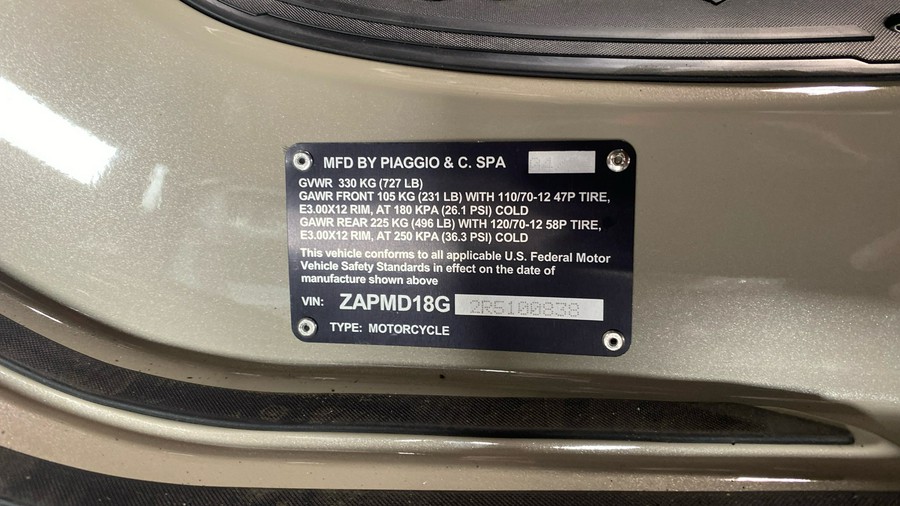 MFD BY PIAGGIO & C. SPA
GVWR 330 KG (727 LB)
GAWR FRONT 105 KG (231 LB) WITH 110/70-12 47P TIRE,
E3.00X12 RIM, AT 180 KPA (26.1 PSI) COLD
GAWR REAR 225 KG (496 LB) WITH 120/70-12 58P TIRE,
E3.00X12 RIM, AT 250 KPA (36.3 PSI) COLD
This vehicle conforms to all applicable U.S. Federal Motor
Vehicle Safety Standards in effect on the date of
manufacture shown above
VIN: ZAPMD18G 2R5100838
TYPE: MOTORCYCLE